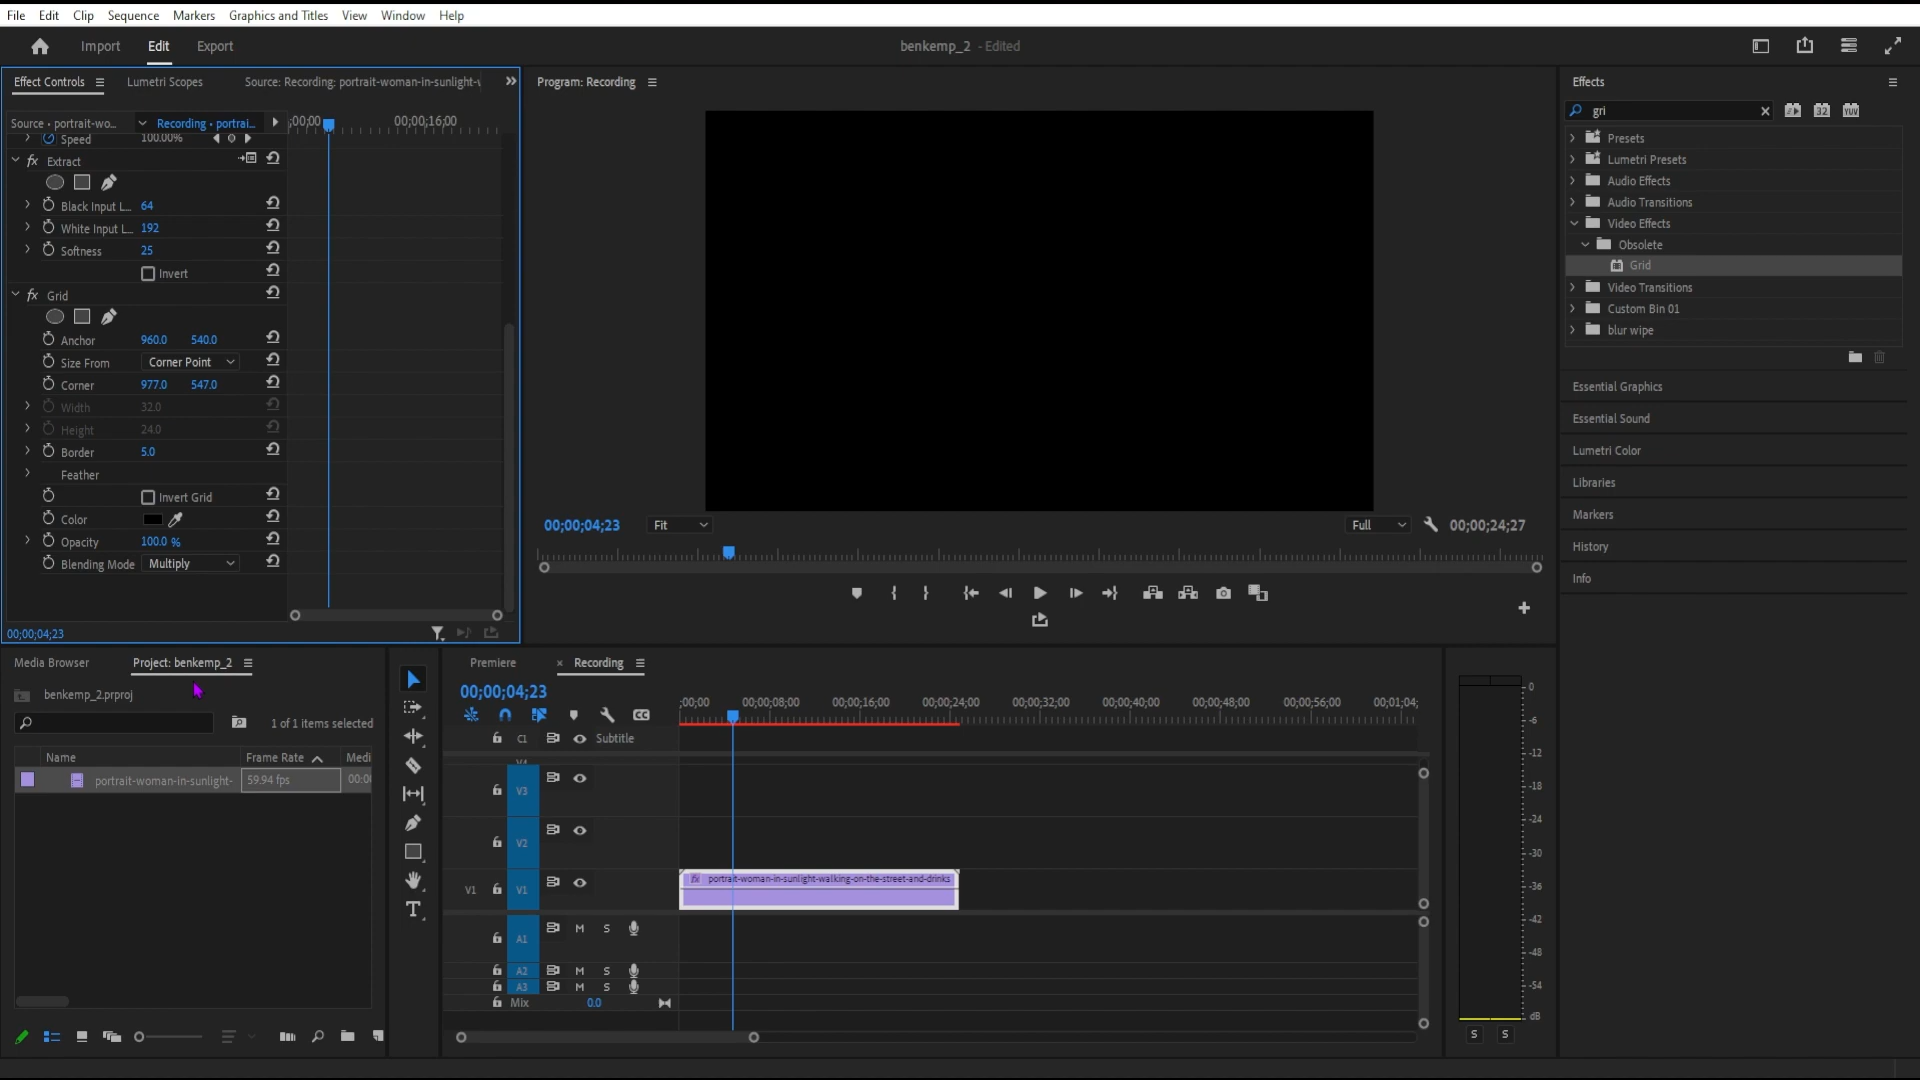 File Edit Clip Sequence Markers Graphics and Titles View Window Help
Import Edit Export
benkemp_2 - Edited
Effect Controls Lumetri Scopes Source: Recording: portrait-woman-in-sunlight-
Source • portrait-wo... Recording • portrai...
;00;00 00;00;16;00
Speed 100.00%
fx Extract
Black Input L... 64
White Input L... 192
Softness 25
Invert
fx Grid
Anchor 960.0 540.0
Size From Corner Point
Corner 977.0 547.0
Width 32.0
Height 24.0
Border 5.0
Feather
Invert Grid
Color
Opacity 100.0 %
Blending Mode Multiply
00;00;04;23
Program: Recording
00;00;04;23 Fit Full 00;00;24;27
Effects
gri 32 YUV
Presets
Lumetri Presets
Audio Effects
Audio Transitions
Video Effects
Obsolete
Grid
Video Transitions
Custom Bin 01
blur wipe
Essential Graphics
Essential Sound
Lumetri Color
Libraries
Markers
History
Info
Media Browser Project: benkemp_2
benkemp_2.prproj
1 of 1 items selected
Name Frame Rate Medi
portrait-woman-in-sunlight- 59.94 fps 00:0
Premiere × Recording
00;00;04;23
;00;00 00;00;08;00 00;00;16;00 00;00;24;00 00;00;32;00 00;00;40;00 00;00;48;00 00;00;56;00 00;01;04;
CC
C1 Subtitle
V4
V3
V2
V1 V1
fx portrait-woman-in-sunlight-walking-on-the-street-and-drinks
A1 M S
A2 M S
A3 M S
Mix 0.0
0
-6
-12
-18
-24
-30
-36
-42
-48
-54
dB
S S